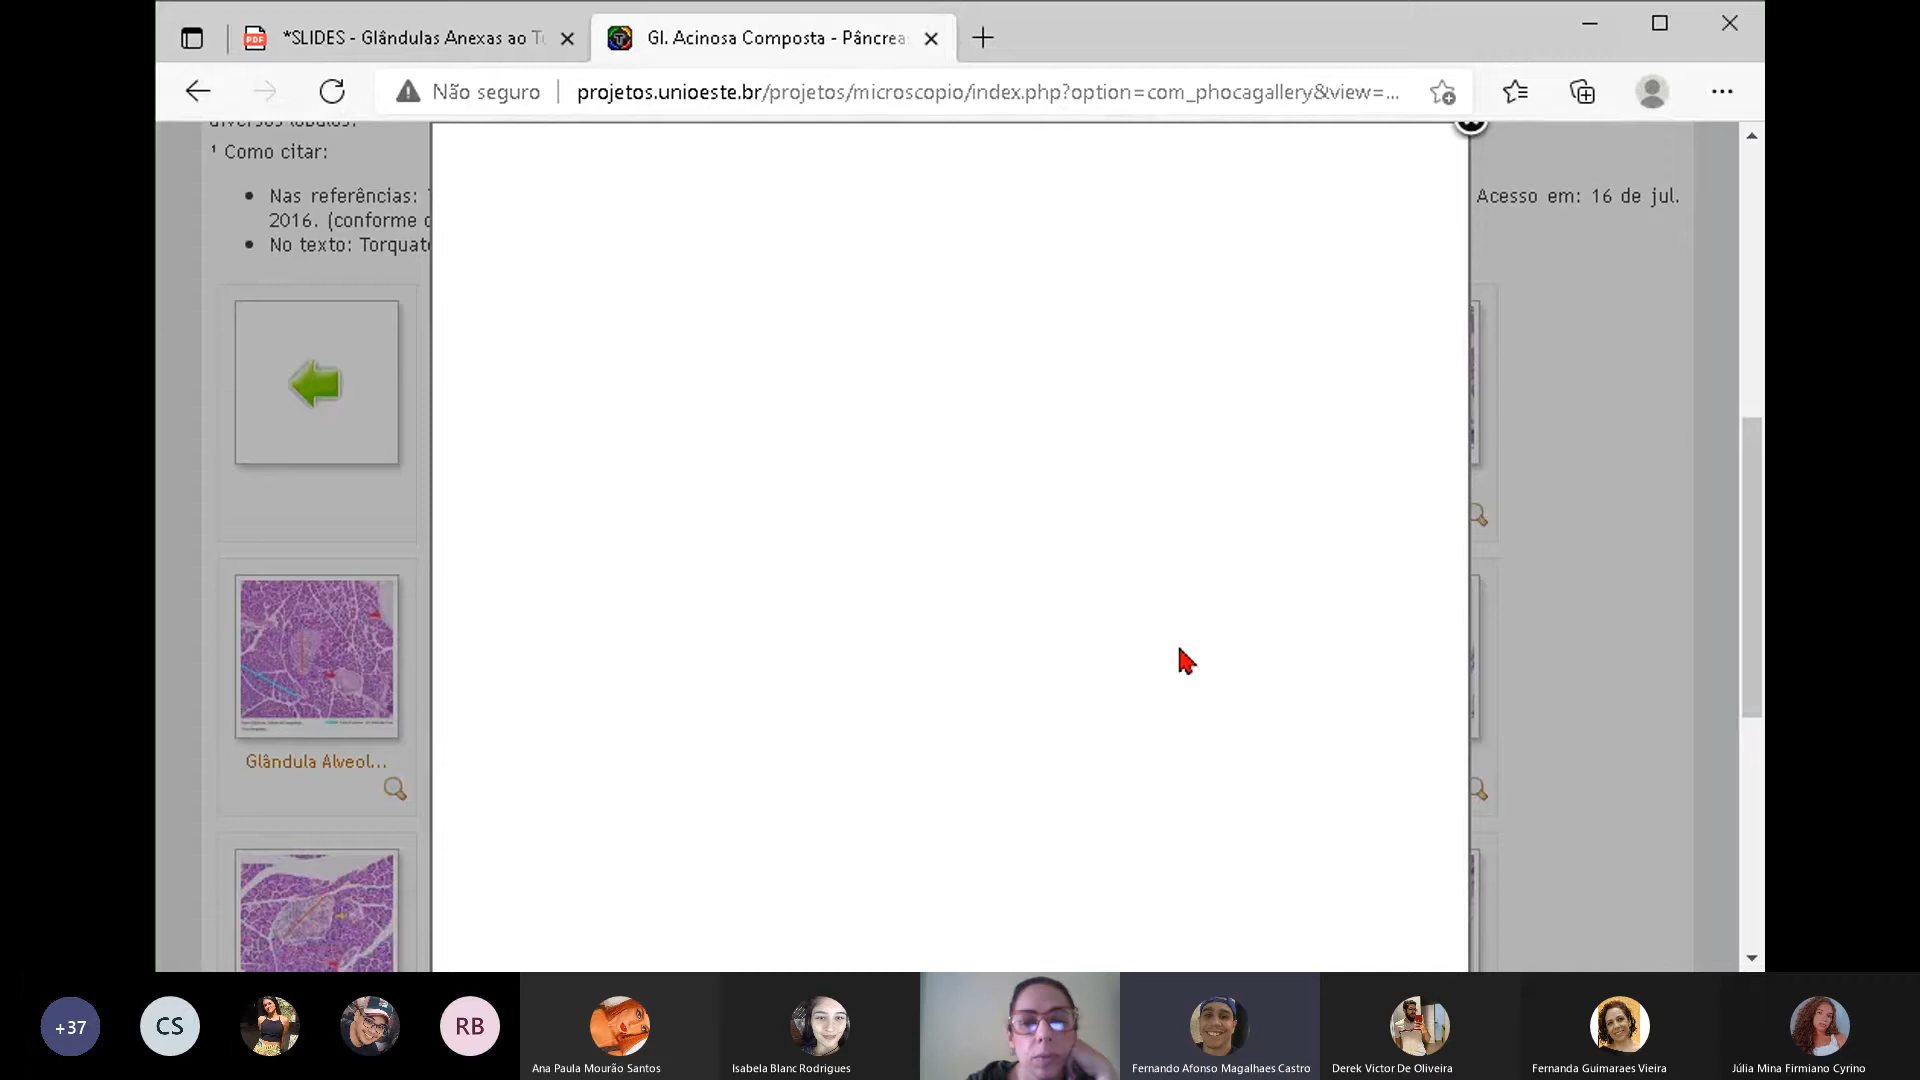 *SLIDES - Glândulas Anexas ao T
Gl. Acinosa Composta - Pâncrea
Não seguro
projetos.unioeste.br/projetos/microscopio/index.php?option=com_phocagallery&view=...
diversos lóbulos.
¹ Como citar:
Nas referências:
Acesso em: 16 de jul.
2016. (conforme
No texto: Torquat
Glândula Alveol...
+37
CS
RB
Ana Paula Mourão Santos
Isabela Blanc Rodrigues
Fernando Afonso Magalhaes Castro
Derek Victor De Oliveira
Fernanda Guimaraes Vieira
Júlia Mina Firmiano Cyrino